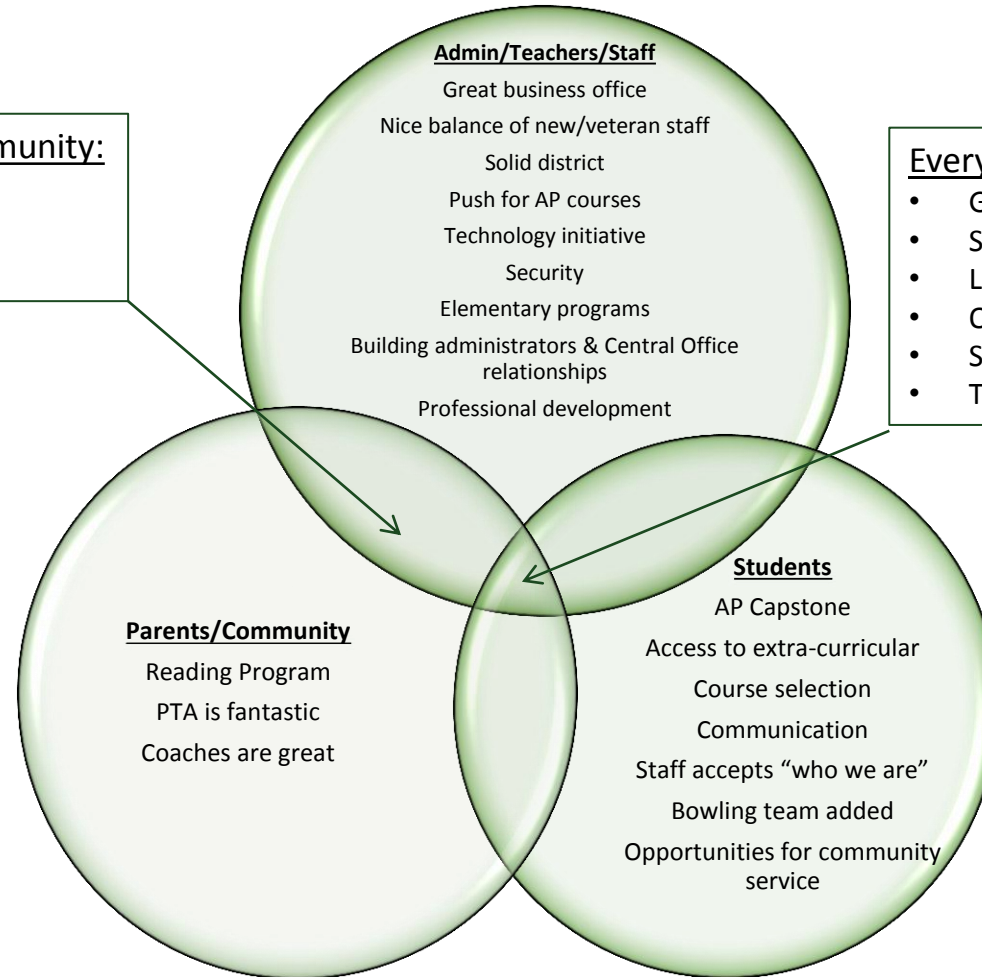 Admin/Teachers/Staff
Great business office
Nice balance of new/veteran staff
Solid district
Push for AP courses
Technology initiative
Security
Elementary programs
Building administrators & Central Office
relationships
Professional development
Parents/Community
Reading Program
PTA is fantastic
Coaches are great
Students
AP Capstone
Access to extra-curricular
Course selection
Communication
Staff accepts “who we are”
Bowling team added
Opportunities for community
service